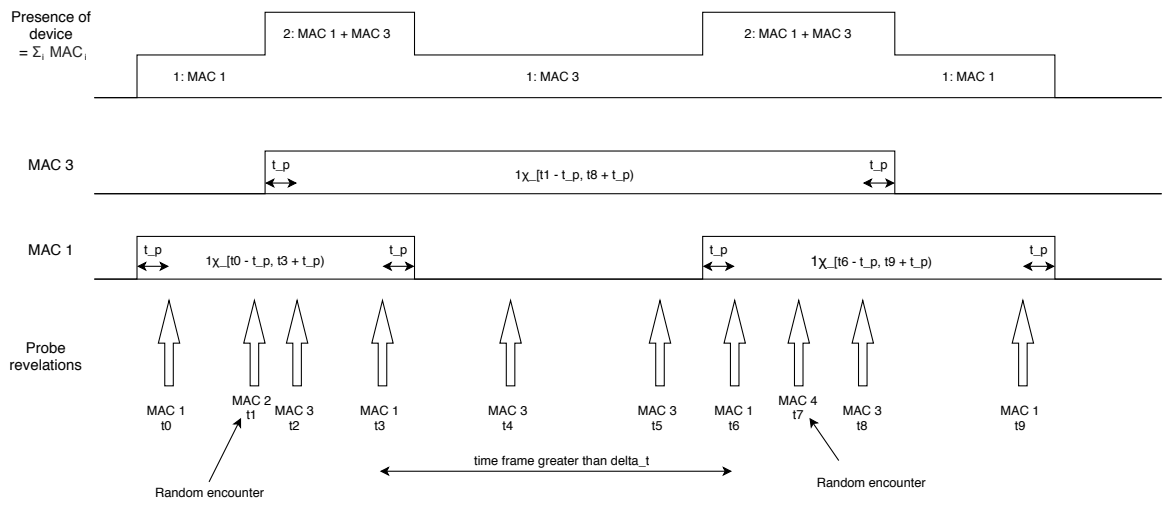 Presence of
device
= Σᵢ MACᵢ
2: MAC 1 + MAC 3
2: MAC 1 + MAC 3
1: MAC 1
1: MAC 3
1: MAC 1
MAC 3
t_p
t_p
1χ_[t1 - t_p, t8 + t_p)
MAC 1
t_p
t_p
t_p
t_p
1χ_[t0 - t_p, t3 + t_p)
1χ_[t6 - t_p, t9 + t_p)
Probe
revelations
MAC 1
t0
MAC 2
t1
MAC 3
t2
MAC 1
t3
MAC 3
t4
MAC 3
t5
MAC 1
t6
MAC 4
t7
MAC 3
t8
MAC 1
t9
time frame greater than delta_t
Random encounter
Random encounter